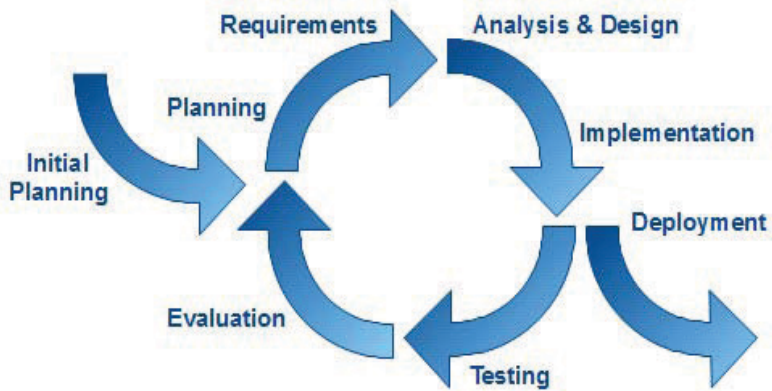 Requirements
Analysis & Design
Planning
Implementation
Initial
Planning
Deployment
Evaluation
Testing